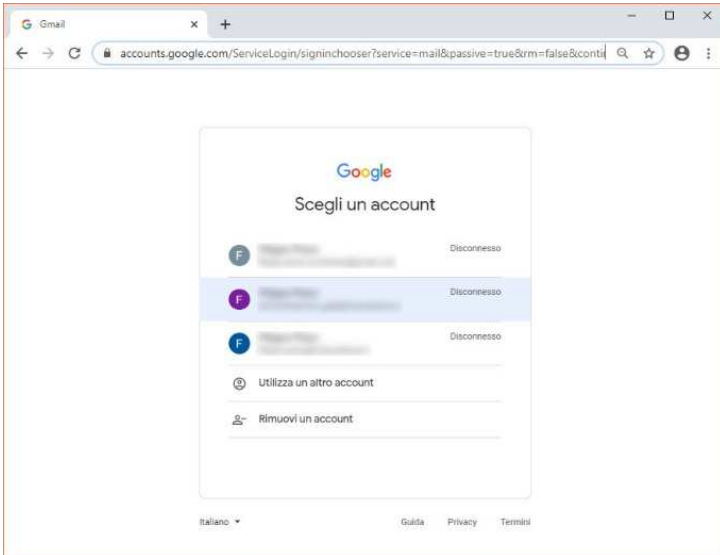 Gmail
accounts.google.com/ServiceLogin/signinchooser?service=mail&passive=true&rm=false&conti
Google
Scegli un account
F
Disconnesso
F
Disconnesso
F
Disconnesso
Utilizza un altro account
Rimuovi un account
Italiano
Guida Privacy Termini